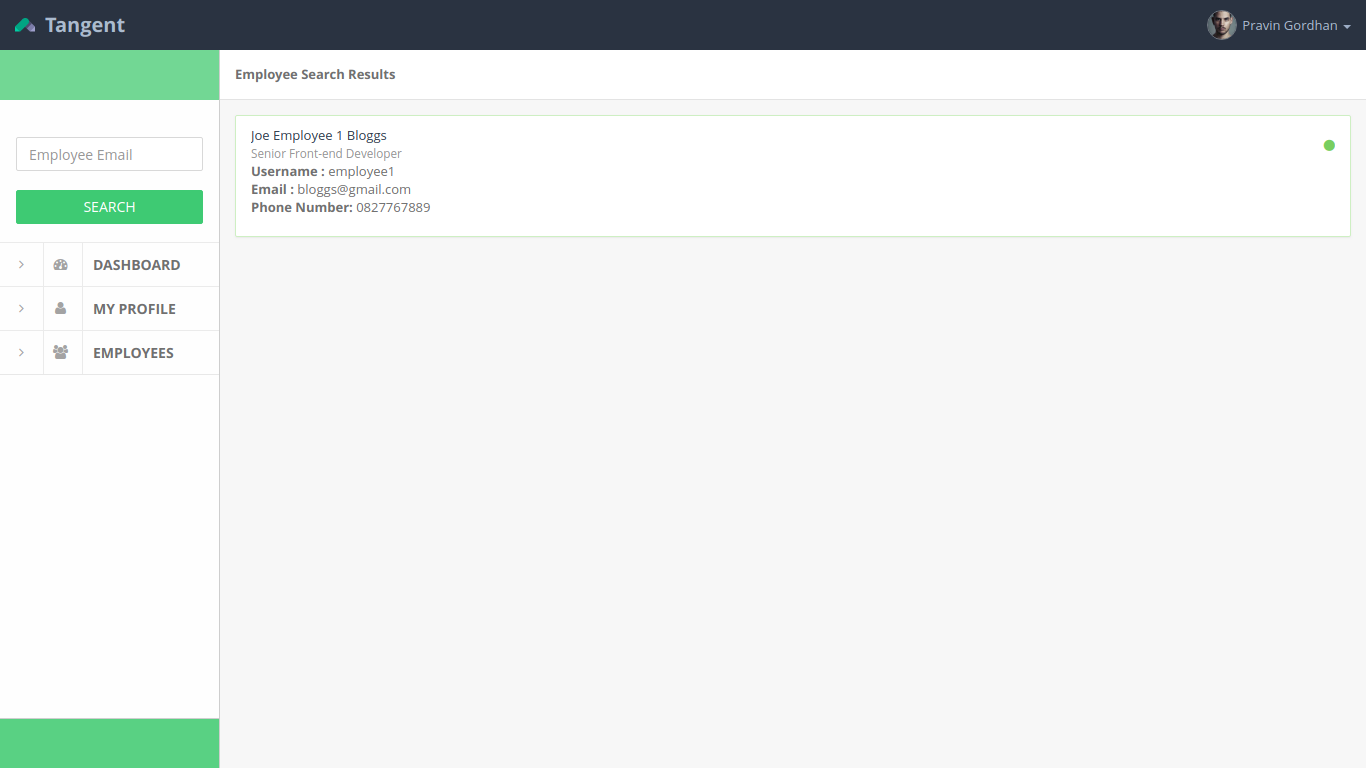 Tangent
Pravin Gordhan
Employee Email
SEARCH
DASHBOARD
MY PROFILE
EMPLOYEES
Employee Search Results
Joe Employee 1 Bloggs
Senior Front-end Developer
Username : employee1
Email : bloggs@gmail.com
Phone Number: 0827767889